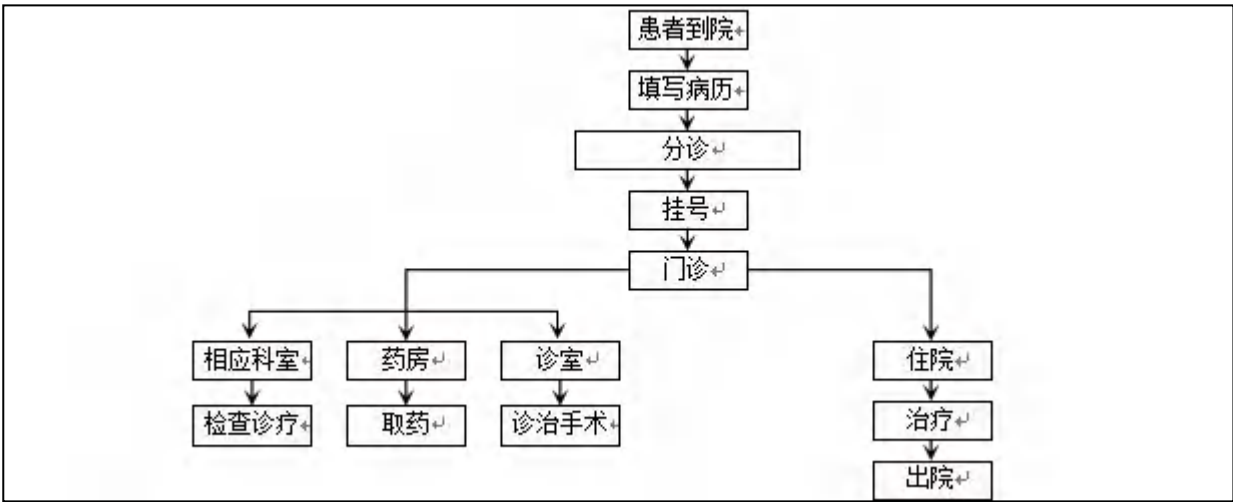 患者到院
填写病历
分诊
挂号
门诊
相应科室 药房 诊室 住院
检查诊疗 取药 诊治手术 治疗
出院